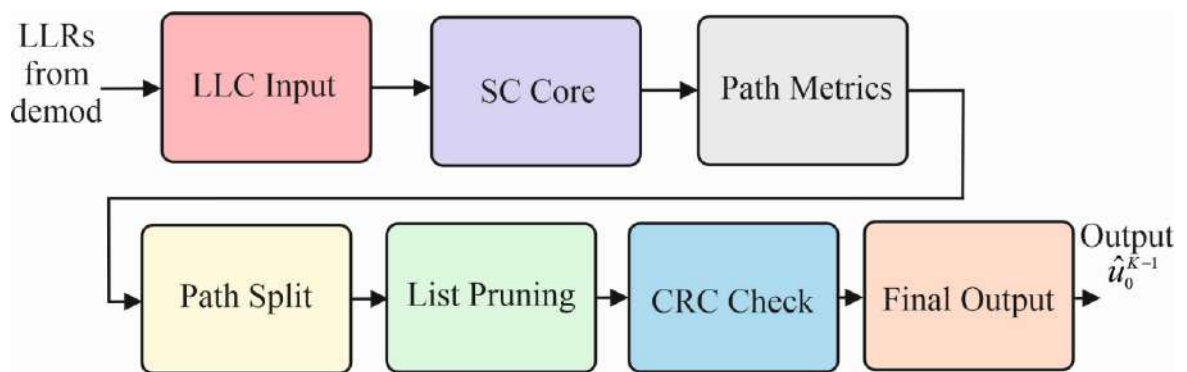 LLRs
from
demod
LLC Input
SC Core
Path Metrics
Path Split
List Pruning
CRC Check
Final Output
Output
û₀ᴷ⁻¹